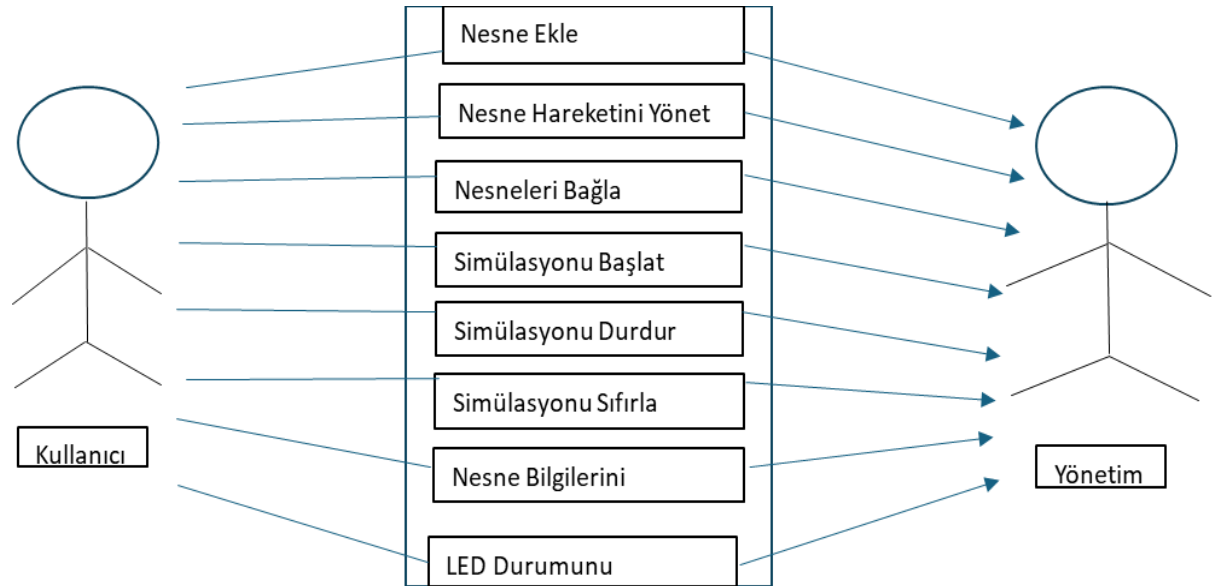 Nesne Ekle
Nesne Hareketini Yönet
Nesneleri Bağla
Simülasyonu Başlat
Simülasyonu Durdur
Simülasyonu Sıfırla
Nesne Bilgilerini
LED Durumunu
Kullanıcı
Yönetim